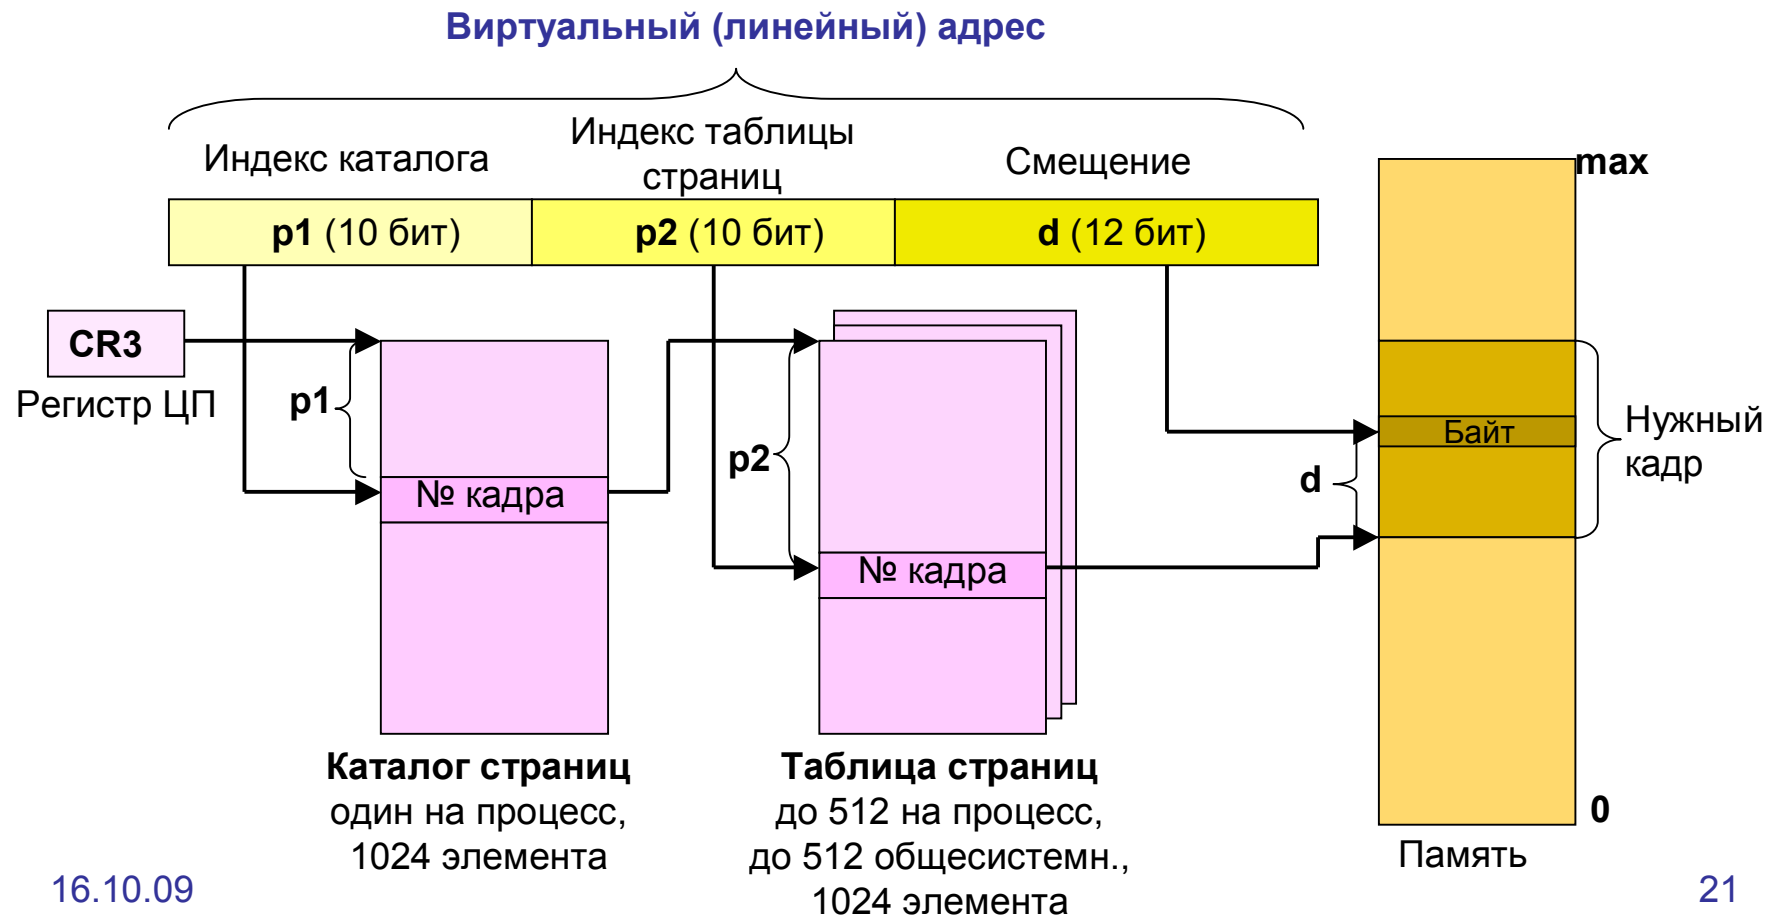 Виртуальный (линейный) адрес
Индекс каталога
Индекс таблицы
страниц
Смещение
p1 (10 бит)
p2 (10 бит)
d (12 бит)
max
CR3
Регистр ЦП
p1
№ кадра
p2
№ кадра
Байт
d
Нужный
кадр
0
Память
Каталог страниц
один на процесс,
1024 элемента
Таблица страниц
до 512 на процесс,
до 512 общесистемн.,
1024 элемента
16.10.09
21